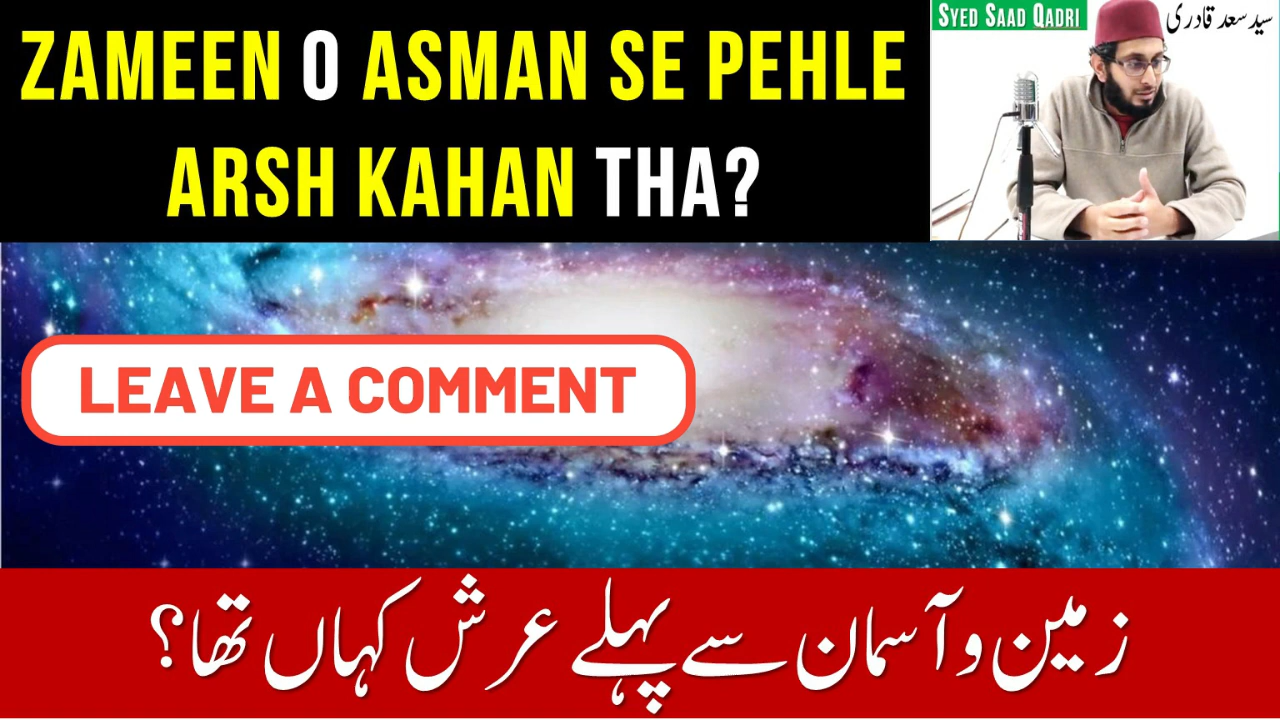 ZAMEEN O ASMAN SE PEHLE
ARSH KAHAN THA?
SYED SAAD QADRI
سید سعد قادری
LEAVE A COMMENT
زمین و آسمان سے پہلے عرش کہاں تھا؟